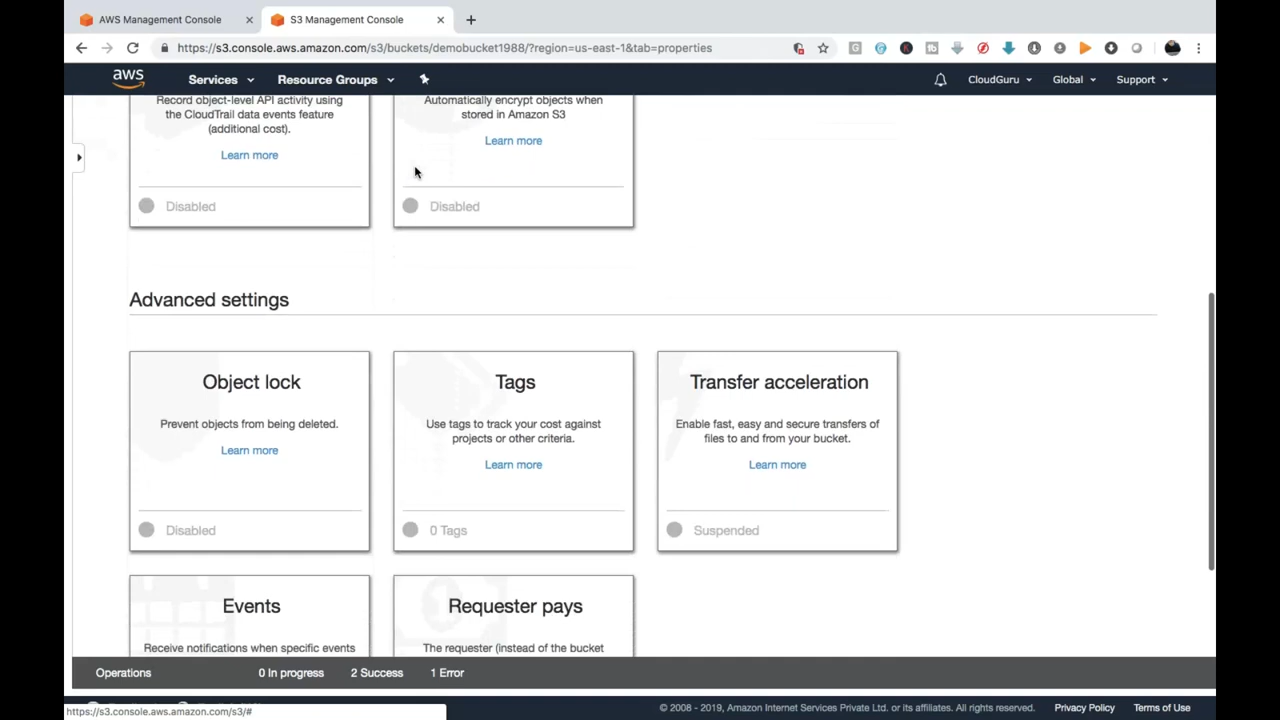 AWS Management Console
S3 Management Console
https://s3.console.aws.amazon.com/s3/buckets/demobucket1988/?region=us-east-1&tab=properties
aws
Services
Resource Groups
CloudGuru
Global
Support
Record object-level API activity using
the CloudTrail data events feature
(additional cost).
Learn more
Disabled
Automatically encrypt objects when
stored in Amazon S3
Learn more
Disabled
Advanced settings
Object lock
Prevent objects from being deleted.
Learn more
Disabled
Tags
Use tags to track your cost against
projects or other criteria.
Learn more
0 Tags
Transfer acceleration
Enable fast, easy and secure transfers of
files to and from your bucket.
Learn more
Suspended
Events
Receive notifications when specific events
Requester pays
The requester (instead of the bucket
Operations
0 In progress
2 Success
1 Error
https://s3.console.aws.amazon.com/s3/#
© 2008 - 2019, Amazon Internet Services Private Ltd. or its affiliates. All rights reserved.
Privacy Policy
Terms of Use